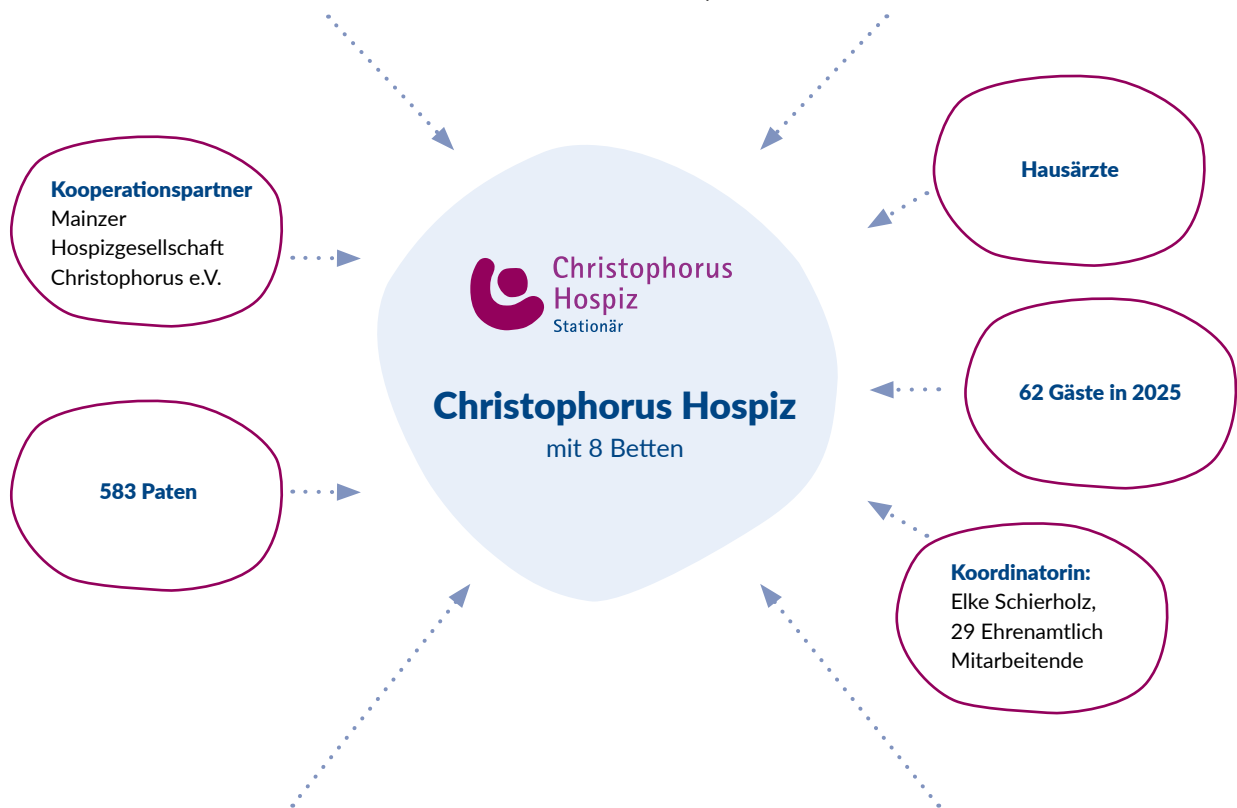 Kooperationspartner
Mainzer
Hospizgesellschaft
Christophorus e.V.
583 Paten
Christophorus
Hospiz
Stationär
Christophorus Hospiz
mit 8 Betten
Hausärzte
62 Gäste in 2025
Koordinatorin:
Elke Schierholz,
29 Ehrenamtlich
Mitarbeitende